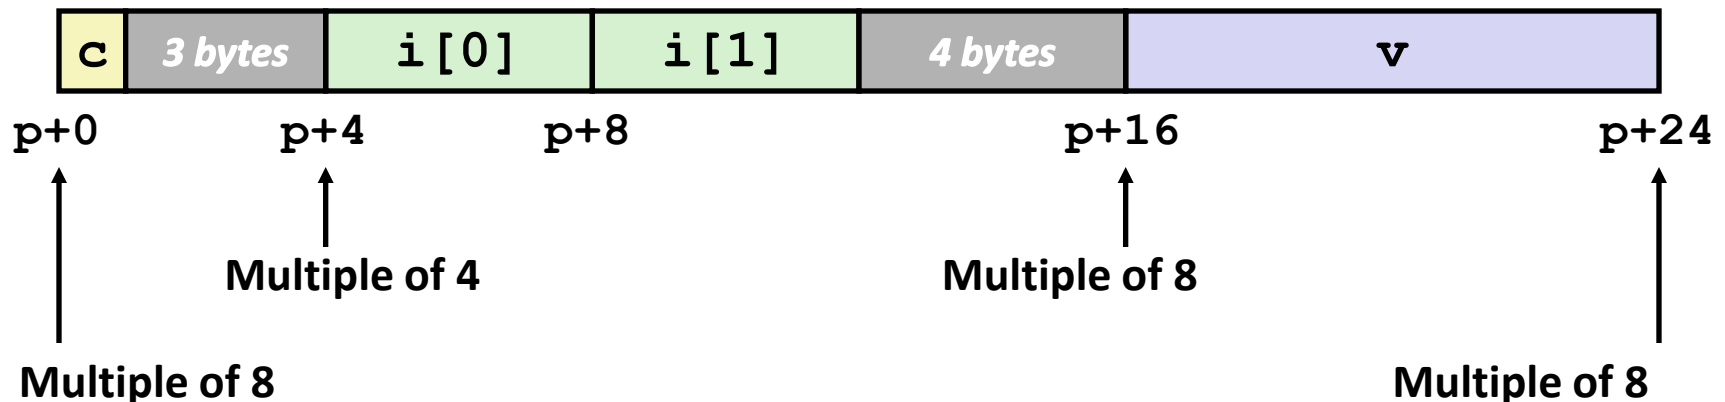 c 3 bytes i[0] i[1] 4 bytes v
p+0 p+4 p+8 p+16 p+24
Multiple of 4 Multiple of 8
Multiple of 8 Multiple of 8